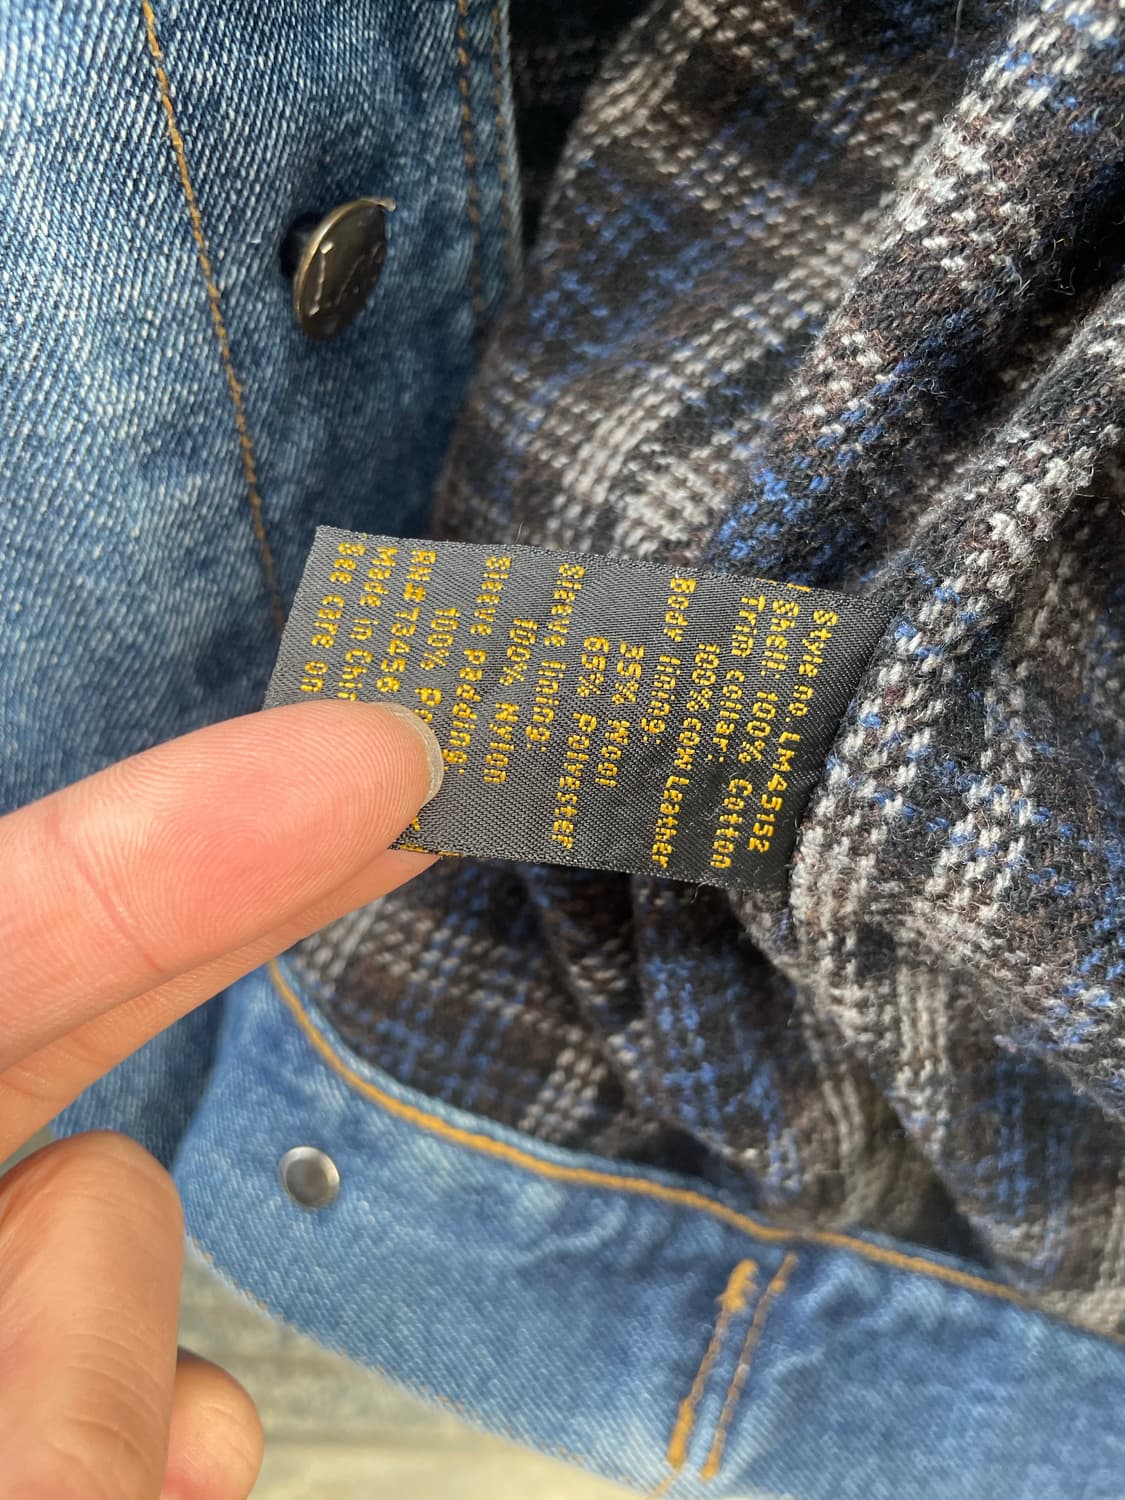 Style no. LM45152
Shell: 100% Cotton
Trim collar:
100% cow Leather
Body lining:
35% Wool
65% Polyester
Sleeve lining:
100% Nylon
Sleeve padding:
100%
RN#73456
Made in
See care on